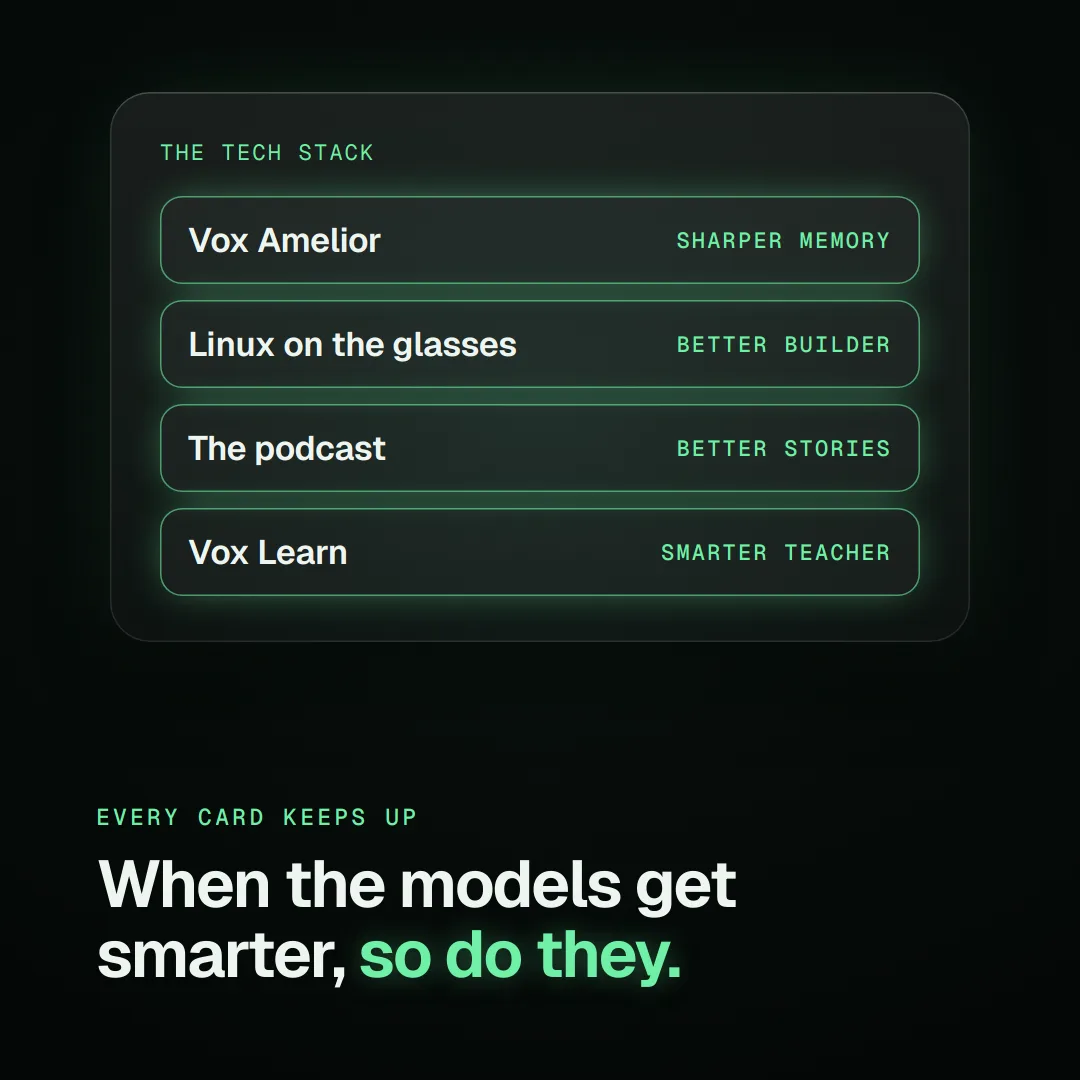 THE TECH STACK
Vox Amelior SHARPER MEMORY
Linux on the glasses BETTER BUILDER
The podcast BETTER STORIES
Vox Learn SMARTER TEACHER
EVERY CARD KEEPS UP
When the models get
smarter, so do they.